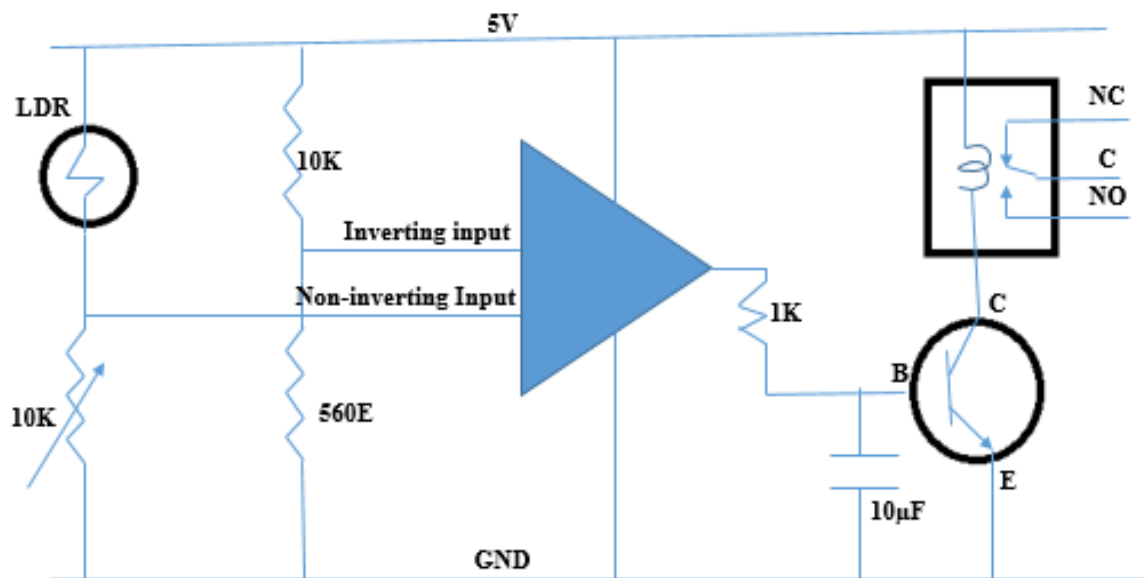 5V
LDR
NC
10K
C
NO
Inverting input
Non-inverting Input
1K
C
B
10K
560E
E
10µF
GND